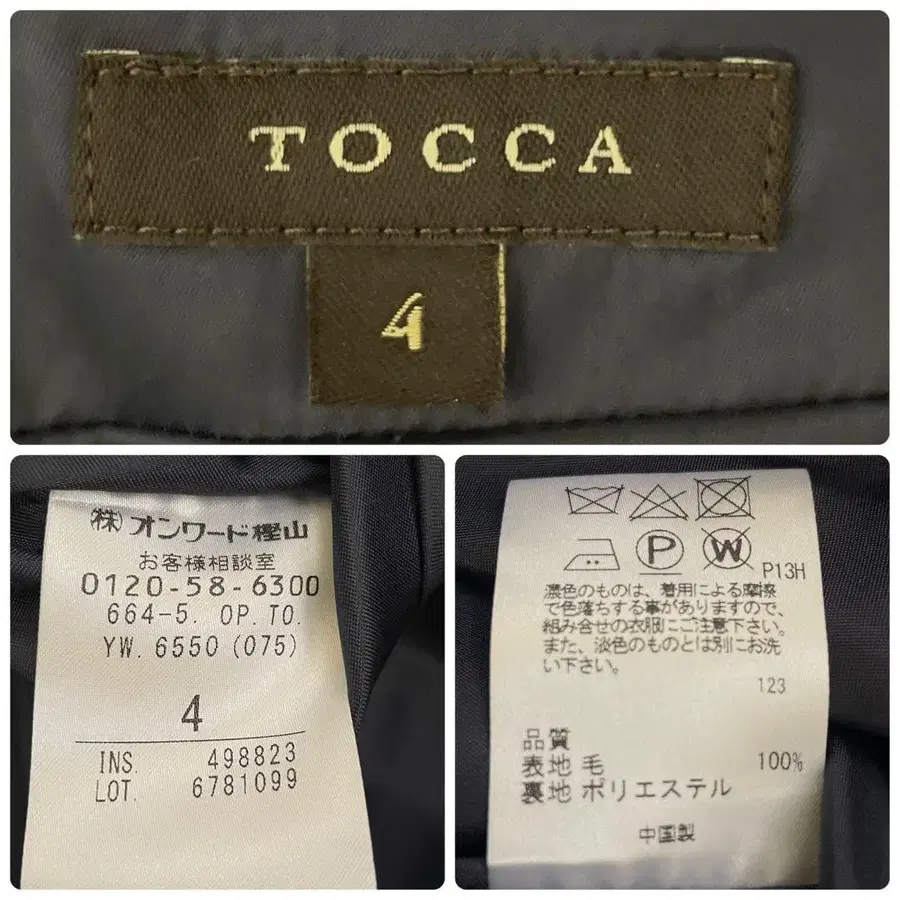 TOCCA
4
㈱オンワード樫山
お客様相談室
0120-58-6300
664-5. OP.TO.
YW. 6550 (075)
4
INS. 498823
LOT. 6781099
P
W
P13H
濃色のものは、着用による摩擦
で色落ちする事がありますので、
組み合せの衣服にご注意下さい。
また、淡色のものとは別にお洗
い下さい。
123
品質
表地 毛 100%
裏地 ポリエステル
中国製